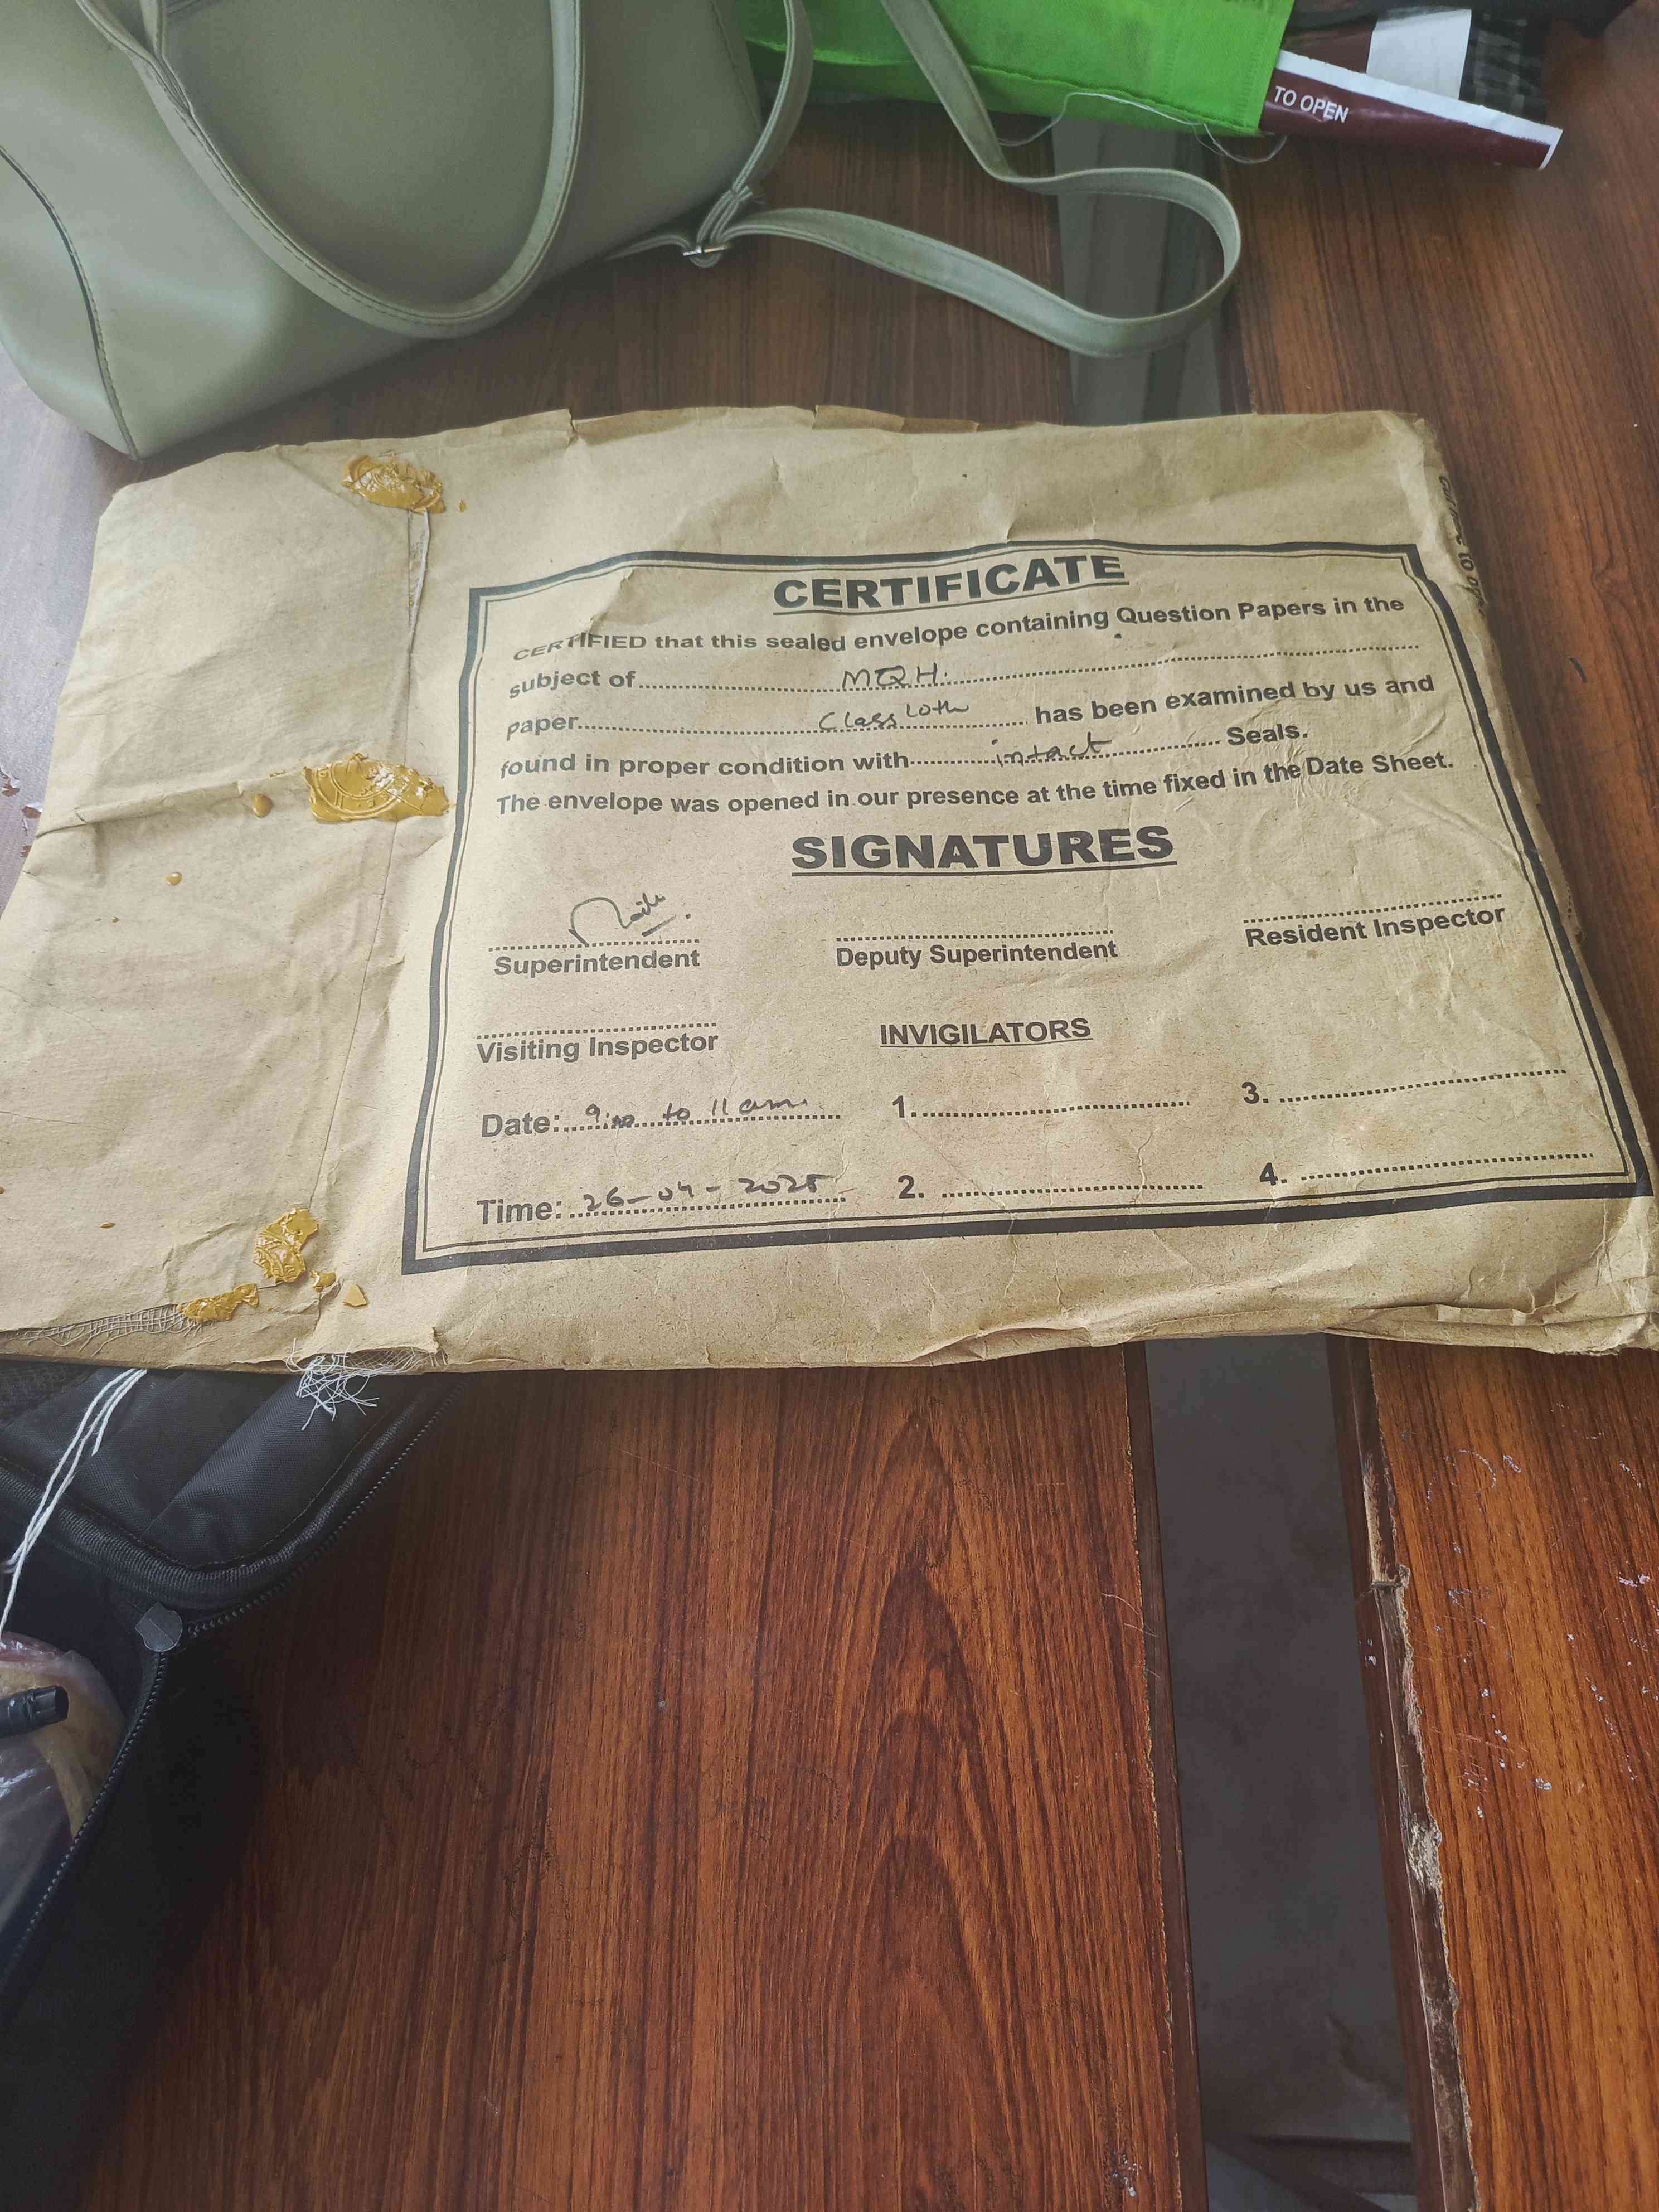 TO OPEN
CERTIFICATE
CERTIFIED that this sealed envelope containing Question Papers in the
subject of MQH.
paper Class 10th has been examined by us and
found in proper condition with intact Seals.
The envelope was opened in our presence at the time fixed in the Date Sheet.
SIGNATURES
Superintendent
Deputy Superintendent
Resident Inspector
Visiting Inspector
INVIGILATORS
Date: 9:00 to 11 am.
1.
3.
Time: 26-04-2025
2.
4.